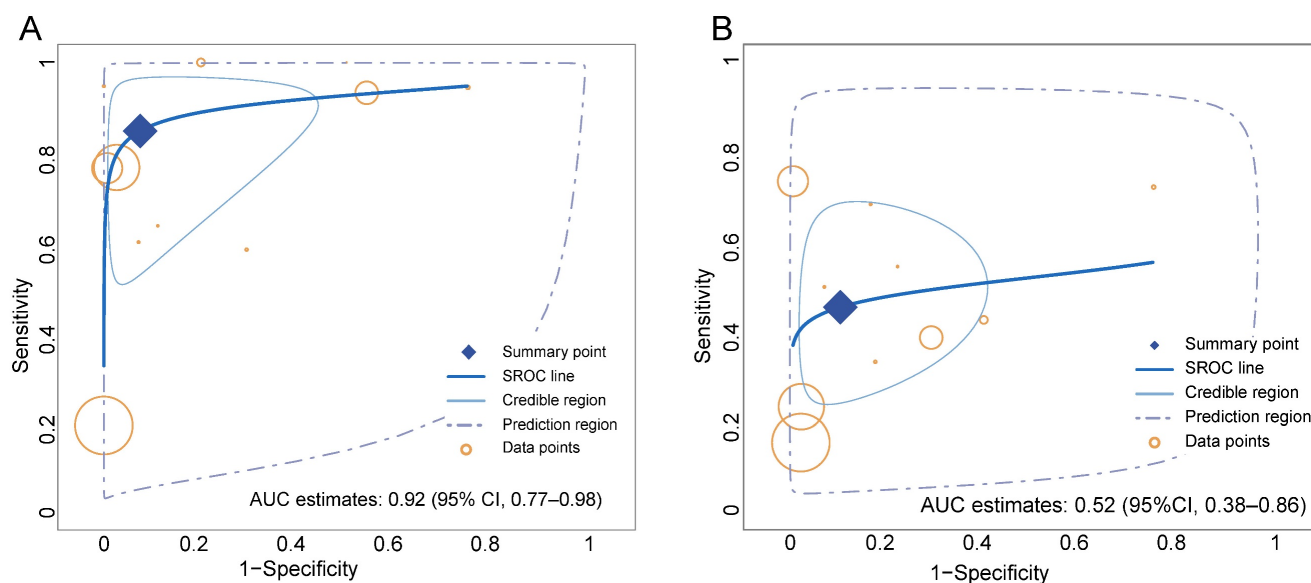 A
1
0.8
0.6
0.4
0.2
0
Sensitivity
Summary point
SROC line
Credible region
Prediction region
Data points
AUC estimates: 0.92 (95% CI, 0.77–0.98)
0 0.2 0.4 0.6 0.8 1
1−Specificity
B
1
0.8
0.6
0.4
0.2
0
Sensitivity
Summary point
SROC line
Credible region
Prediction region
Data points
AUC estimates: 0.52 (95%CI, 0.38–0.86)
0 0.2 0.4 0.6 0.8 1
1−Specificity